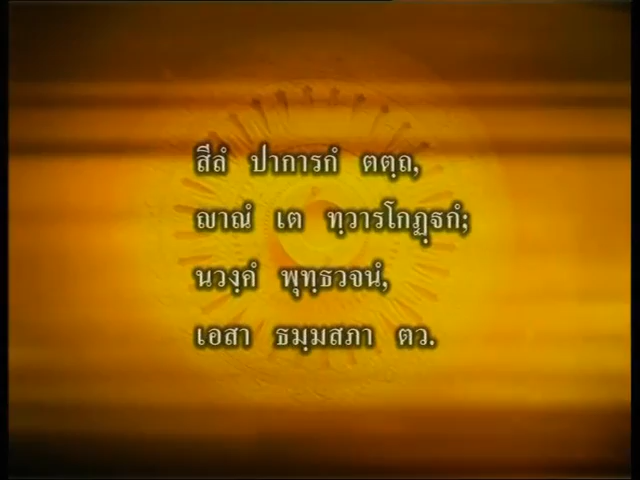 สีลํ ปาการกํ ตตฺถ,
ญาณํ เต ทฺวารโกฏฺฐกํ;
นวงฺคํ พุทฺธวจนํ,
เอสา ธมฺมสภา ตว.